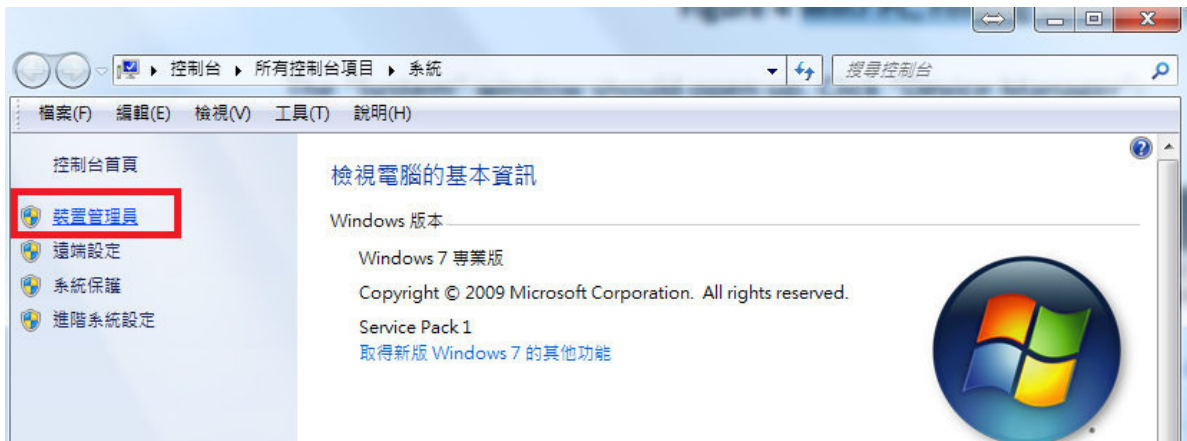 控制台 ▸ 所有控制台項目 ▸ 系統
搜尋控制台
檔案(F) 編輯(E) 檢視(V) 工具(T) 說明(H)
控制台首頁
裝置管理員
遠端設定
系統保護
進階系統設定
檢視電腦的基本資訊
Windows 版本
Windows 7 專業版
Copyright © 2009 Microsoft Corporation. All rights reserved.
Service Pack 1
取得新版 Windows 7 的其他功能